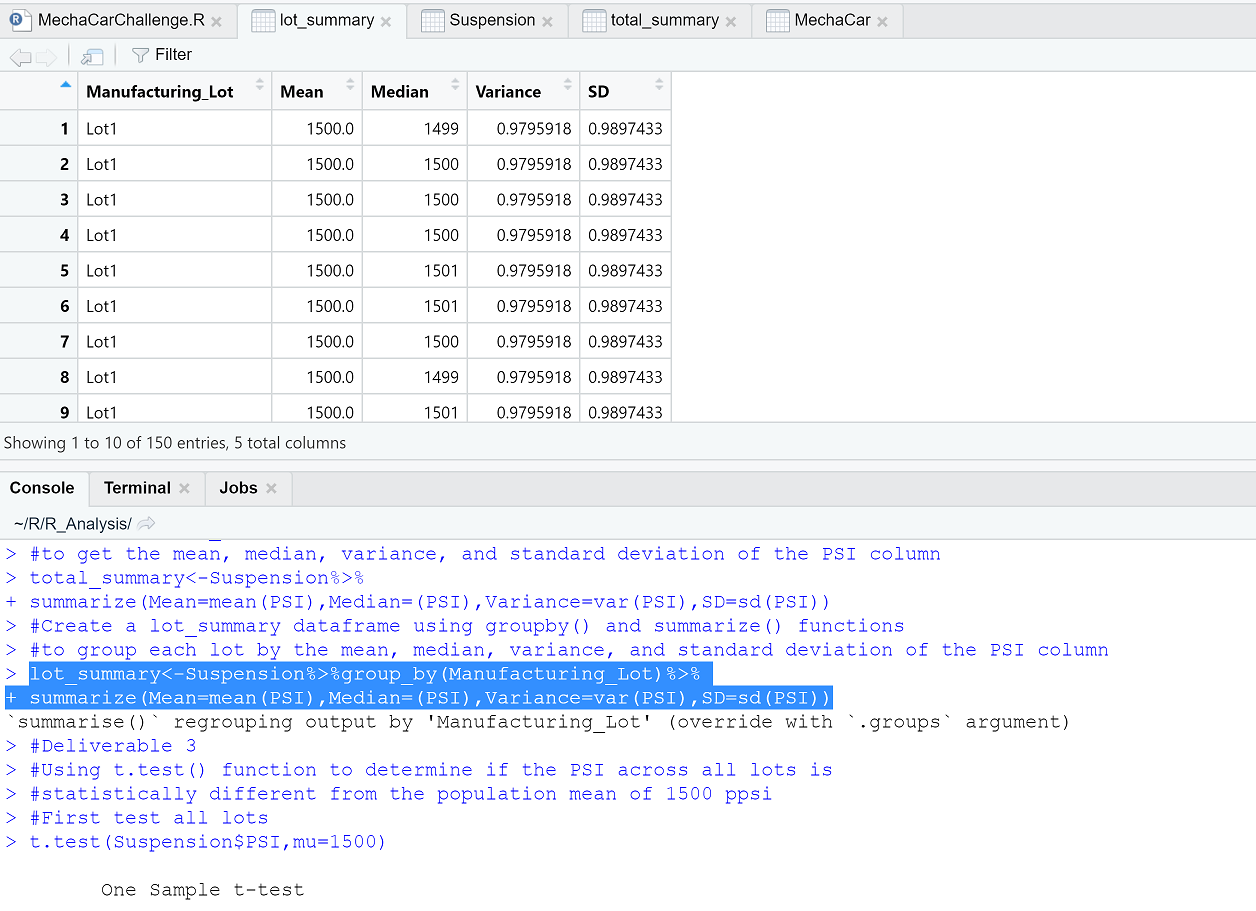 MechaCarChallenge.R lot_summary Suspension total_summary MechaCar
Filter
Manufacturing_Lot Mean Median Variance SD
1 Lot1 1500.0 1499 0.9795918 0.9897433
2 Lot1 1500.0 1500 0.9795918 0.9897433
3 Lot1 1500.0 1500 0.9795918 0.9897433
4 Lot1 1500.0 1500 0.9795918 0.9897433
5 Lot1 1500.0 1501 0.9795918 0.9897433
6 Lot1 1500.0 1501 0.9795918 0.9897433
7 Lot1 1500.0 1500 0.9795918 0.9897433
8 Lot1 1500.0 1499 0.9795918 0.9897433
9 Lot1 1500.0 1501 0.9795918 0.9897433
Showing 1 to 10 of 150 entries, 5 total columns
Console Terminal Jobs
~/R/R_Analysis/
> #to get the mean, median, variance, and standard deviation of the PSI column
> total_summary<-Suspension%>%
+ summarize(Mean=mean(PSI),Median=(PSI),Variance=var(PSI),SD=sd(PSI))
> #Create a lot_summary dataframe using groupby() and summarize() functions
> #to group each lot by the mean, median, variance, and standard deviation of the PSI column
> lot_summary<-Suspension%>%group_by(Manufacturing_Lot)%>%
+ summarize(Mean=mean(PSI),Median=(PSI),Variance=var(PSI),SD=sd(PSI))
`summarise()` regrouping output by 'Manufacturing_Lot' (override with `.groups` argument)
> #Deliverable 3
> #Using t.test() function to determine if the PSI across all lots is
> #statistically different from the population mean of 1500 ppsi
> #First test all lots
> t.test(Suspension$PSI,mu=1500)
One Sample t-test